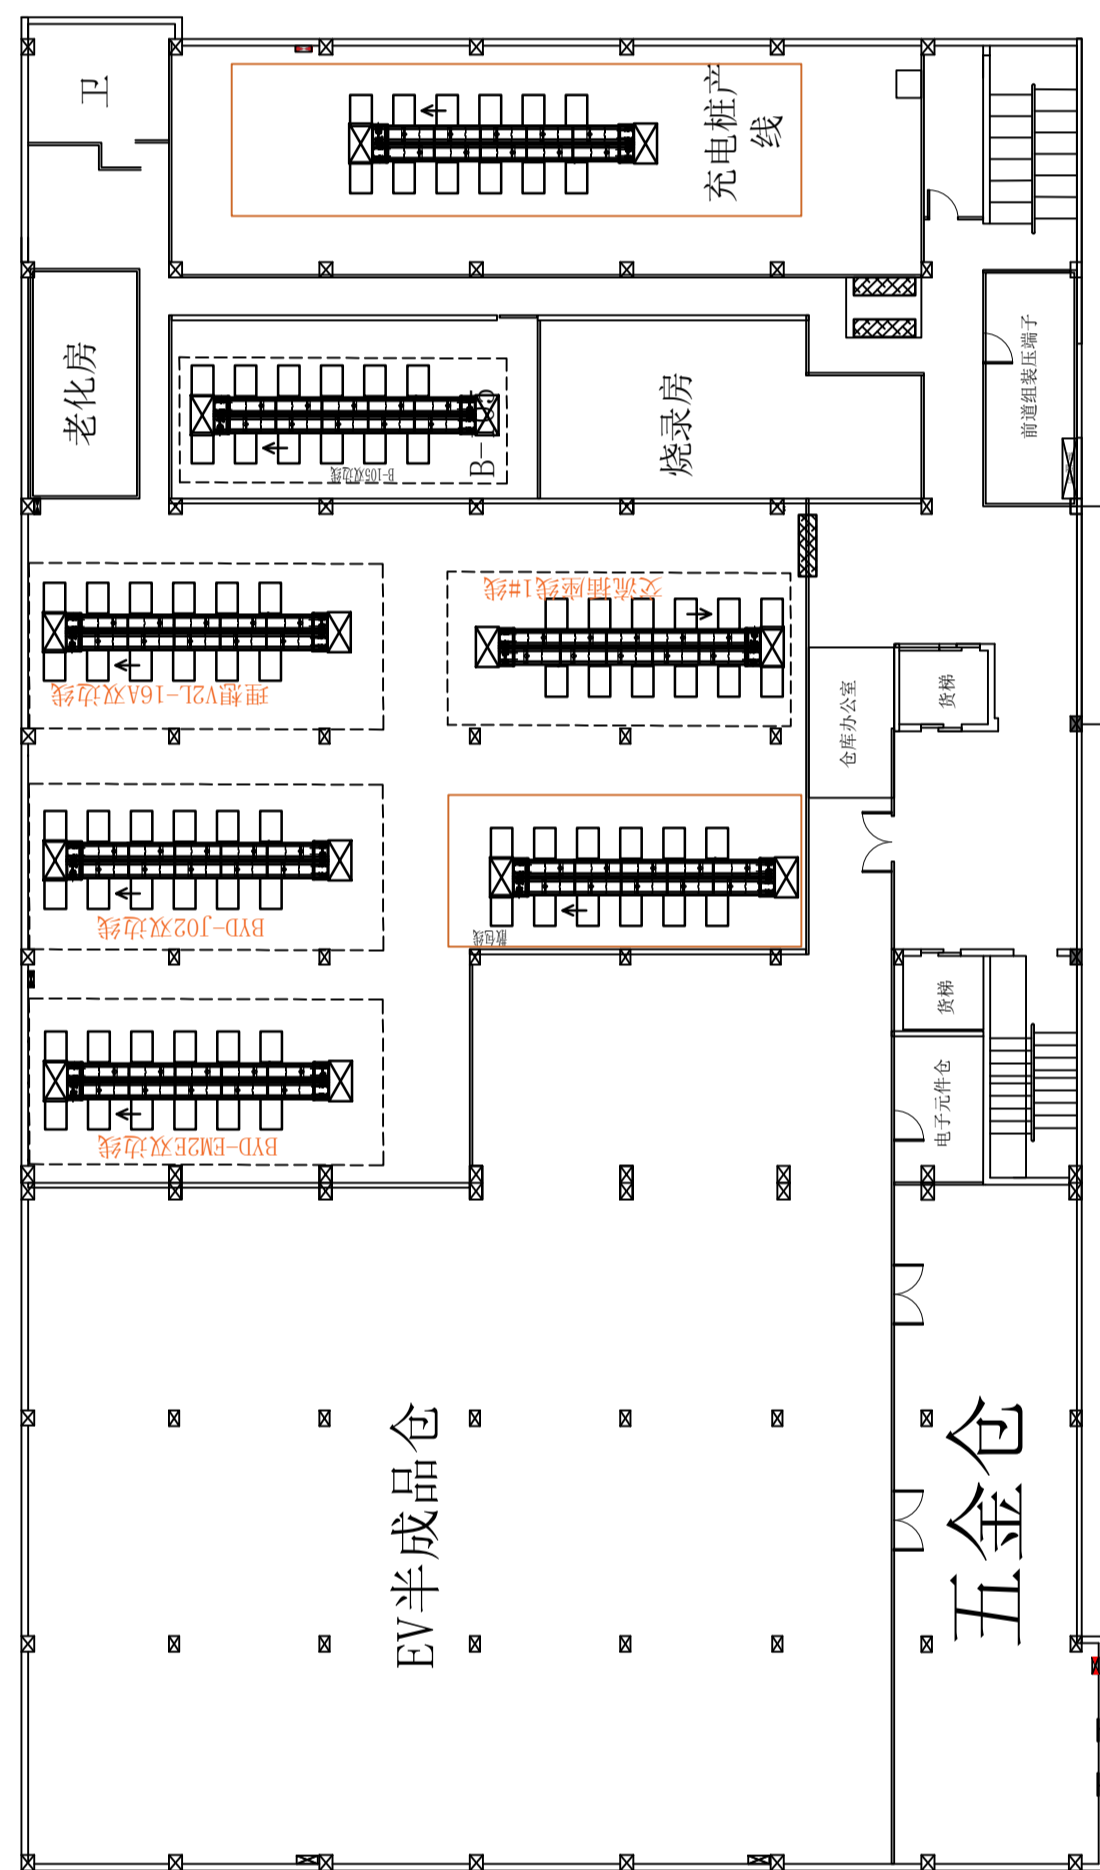 卫
充电桩产
线
老化房
B-105双边线
烧录房
前道组装压端子
理想V2L-16A双边线
交流插座线1#线
仓库办公室
货梯
BYD-J02双边线
散包线
货梯
电子元件仓
BYD-EM2E双边线
EV半成品仓
五金仓